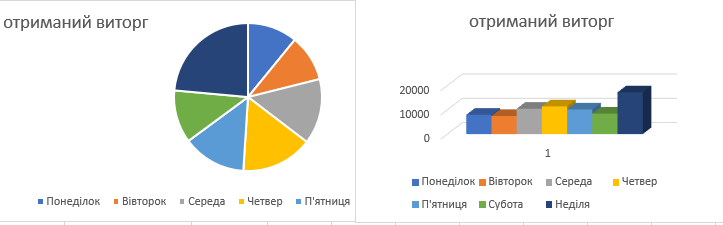 отриманий виторг
Понеділок Вівторок Середа Четвер П'ятниця
отриманий виторг
20000
10000
0
1
Понеділок Вівторок Середа Четвер
П'ятниця Субота Неділя